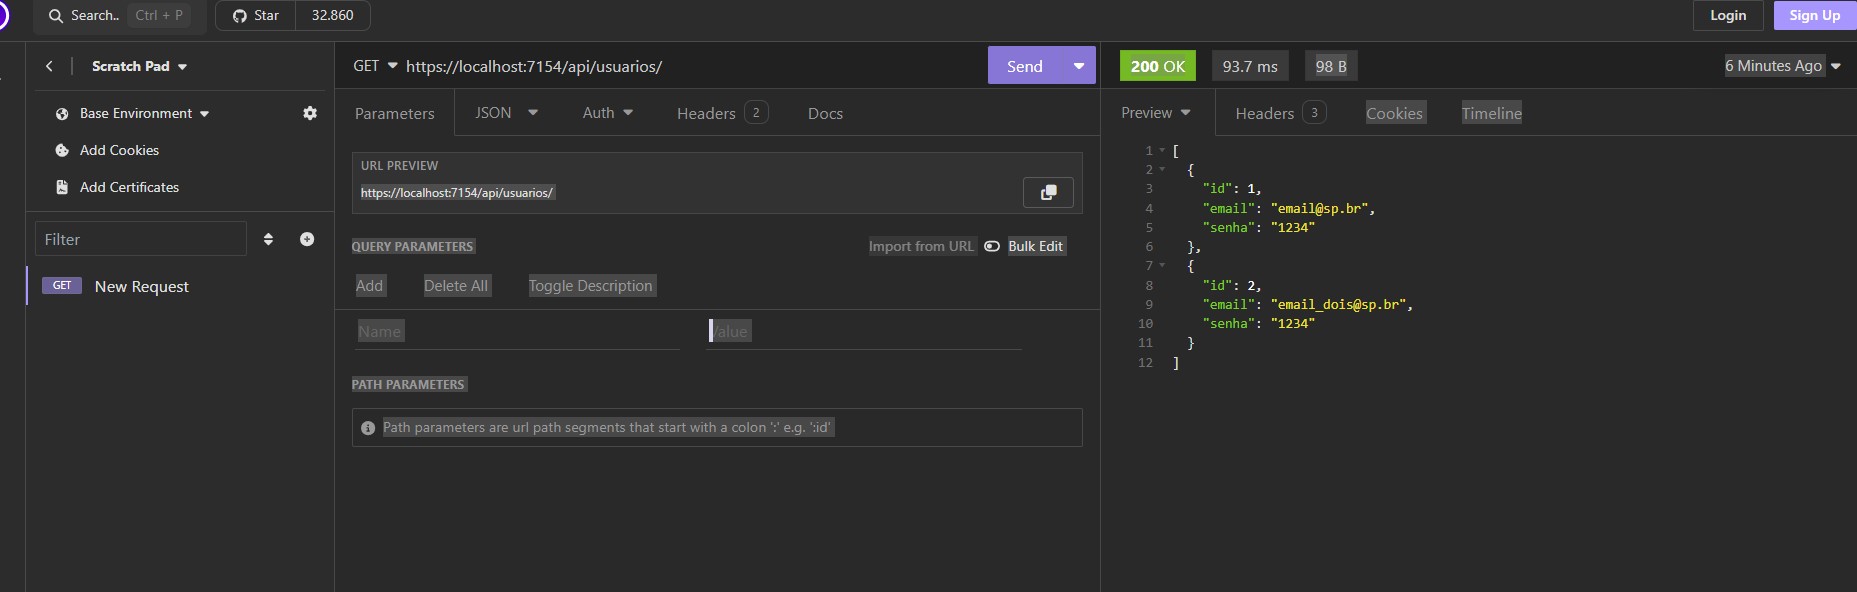 Search.. Ctrl + P Star 32.860 Login Sign Up
Scratch Pad
Base Environment
Add Cookies
Add Certificates
Filter
GET New Request
GET https://localhost:7154/api/usuarios/ Send
Parameters JSON Auth Headers 2 Docs
URL PREVIEW
https://localhost:7154/api/usuarios/
QUERY PARAMETERS Import from URL Bulk Edit
Add Delete All Toggle Description
Name Value
PATH PARAMETERS
Path parameters are url path segments that start with a colon ':' e.g. ':id'
200 OK 93.7 ms 98 B 6 Minutes Ago
Preview Headers 3 Cookies Timeline
1 [
2 {
3 "id": 1,
4 "email": "email@sp.br",
5 "senha": "1234"
6 },
7 {
8 "id": 2,
9 "email": "email_dois@sp.br",
10 "senha": "1234"
11 }
12 ]